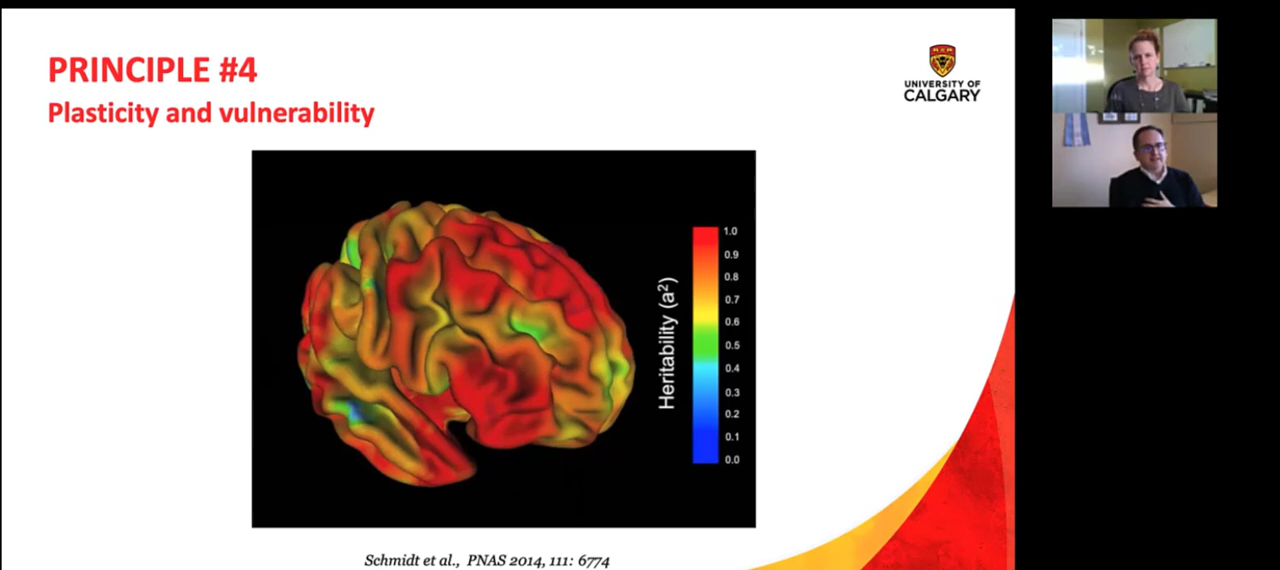 PRINCIPLE #4
Plasticity and vulnerability
UNIVERSITY OF
CALGARY
Heritability (a²)
1.0
0.9
0.8
0.7
0.6
0.5
0.4
0.3
0.2
0.1
0.0
Schmidt et al., PNAS 2014, 111: 6774